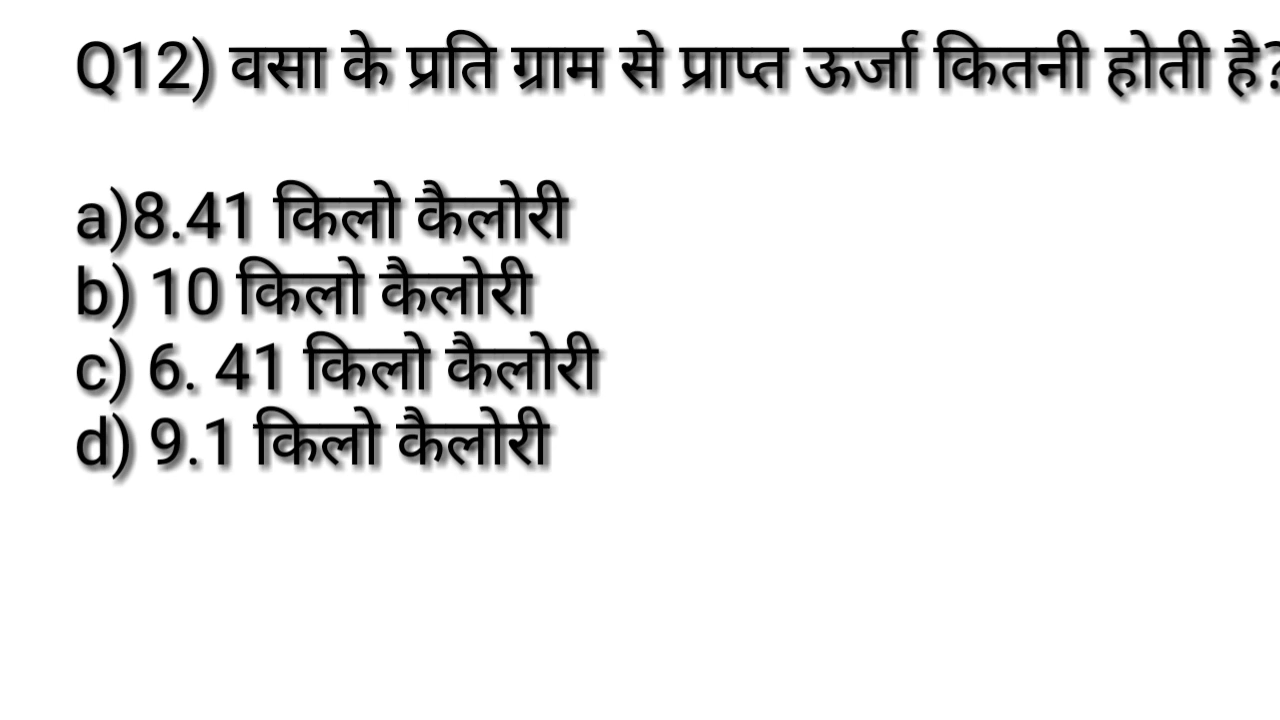 Q12) वसा के प्रति ग्राम से प्राप्त ऊर्जा कितनी होती है?
a)8.41 किलो कैलोरी
b) 10 किलो कैलोरी
c) 6. 41 किलो कैलोरी
d) 9.1 किलो कैलोरी